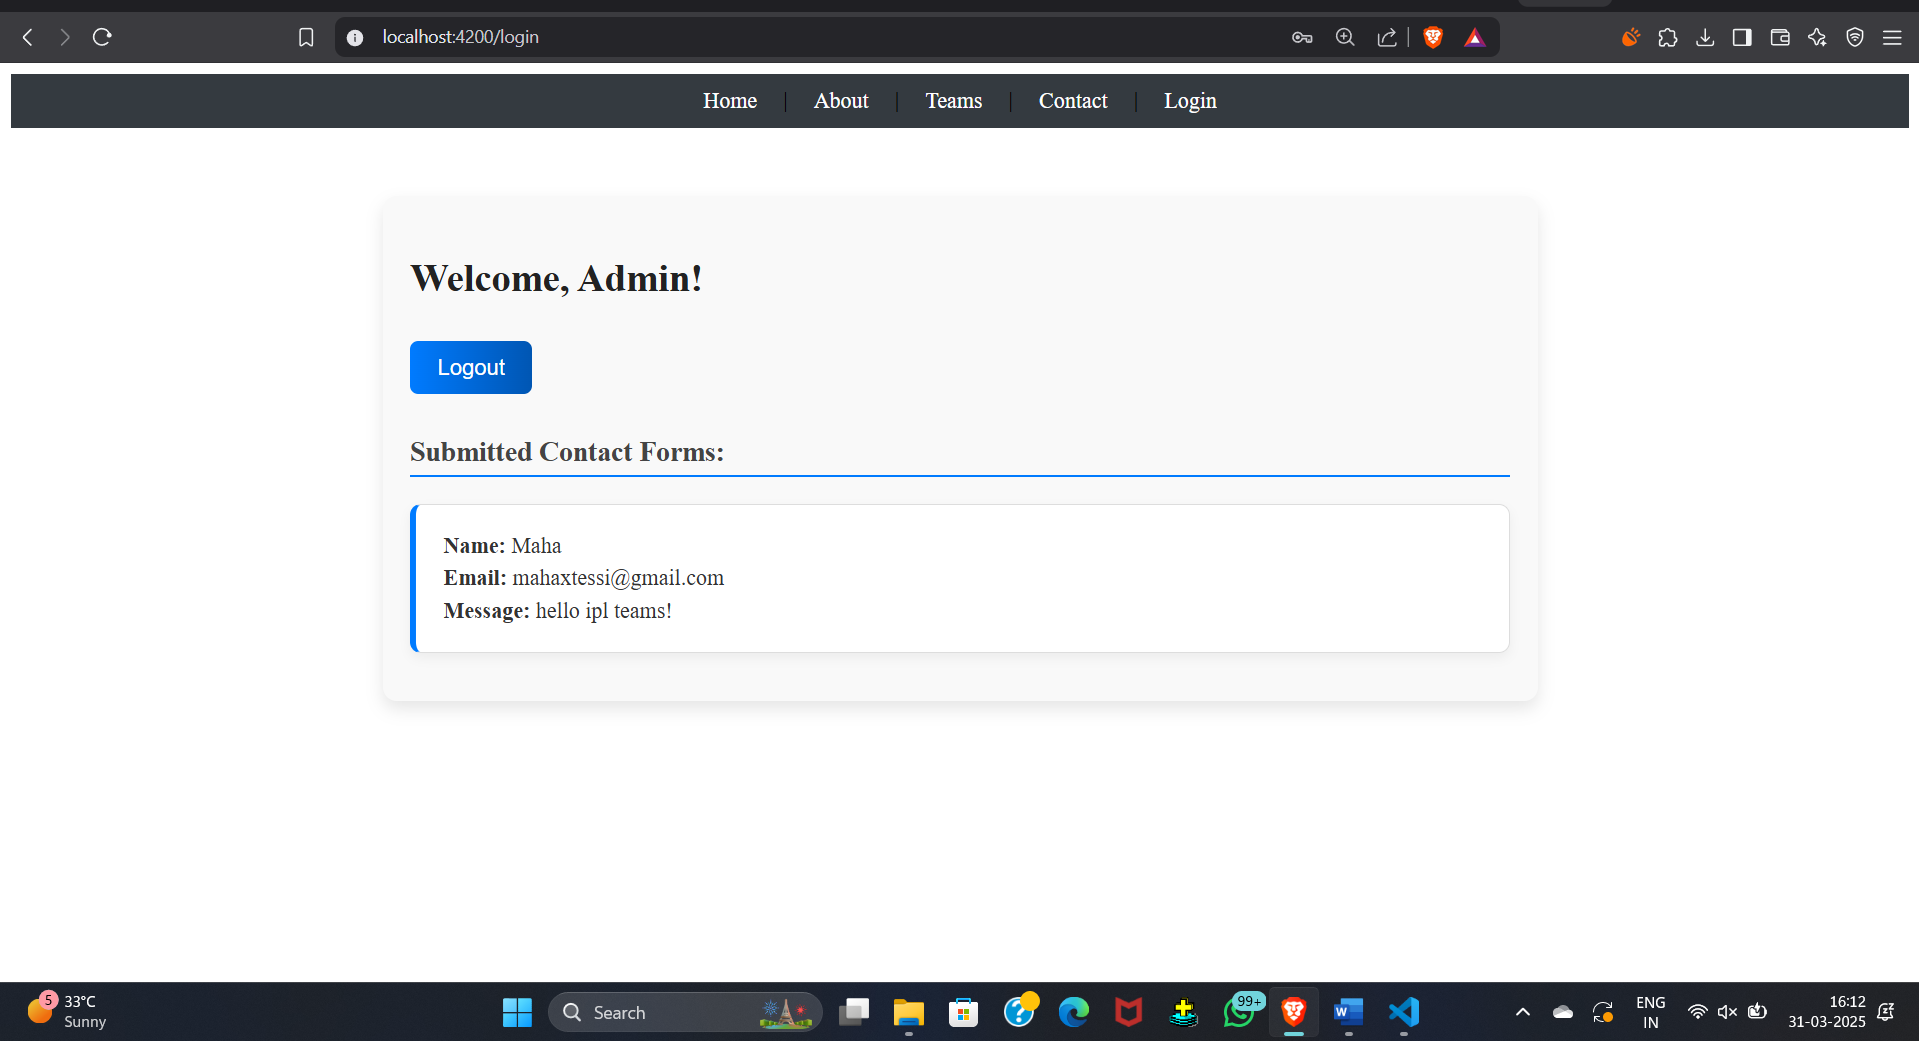 localhost:4200/login
Home | About | Teams | Contact | Login
Welcome, Admin!
Logout
Submitted Contact Forms:
Name: Maha
Email: mahaxtessi@gmail.com
Message: hello ipl teams!
5
33°C
Sunny
Search
99+
W
ENG
IN
16:12
31-03-2025